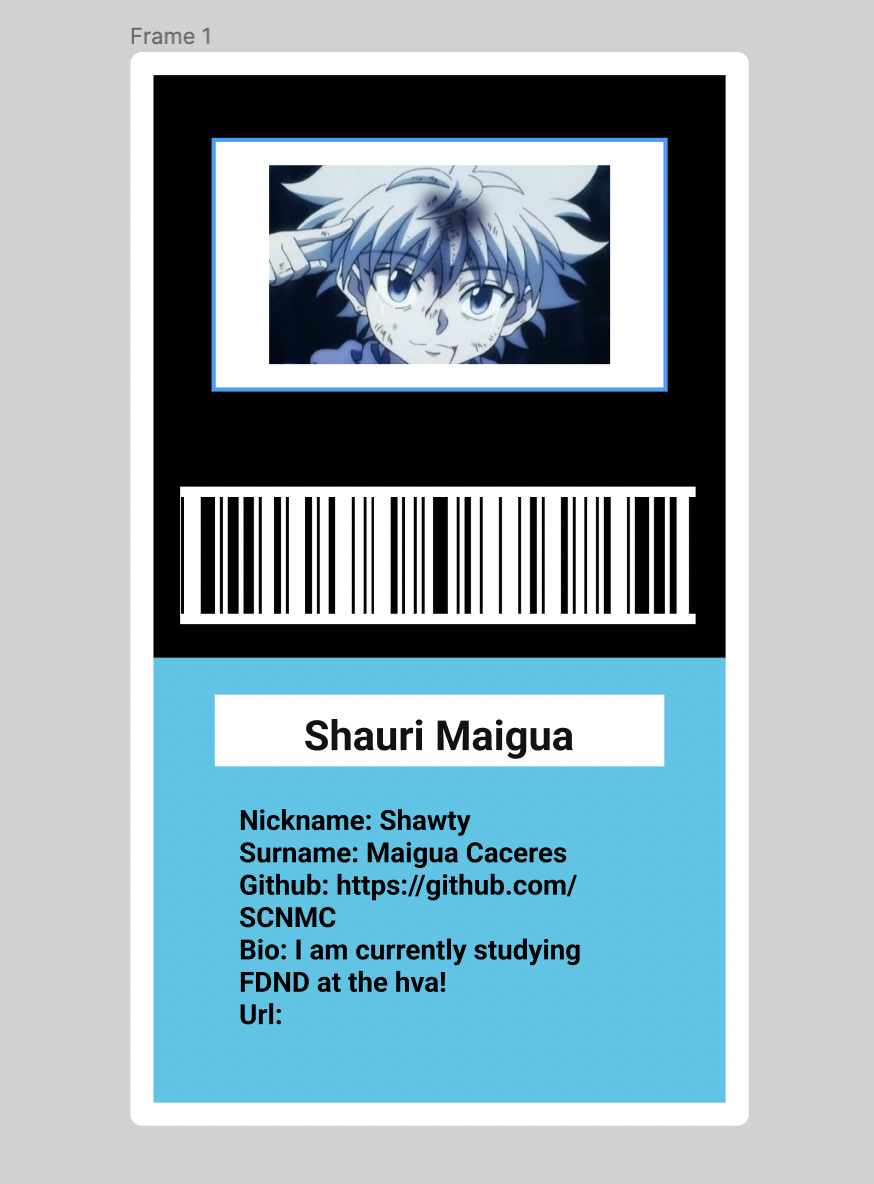 Frame 1
Shauri Maigua
Nickname: Shawty
Surname: Maigua Caceres
Github: https://github.com/
SCNMC
Bio: I am currently studying
FDND at the hva!
Url: